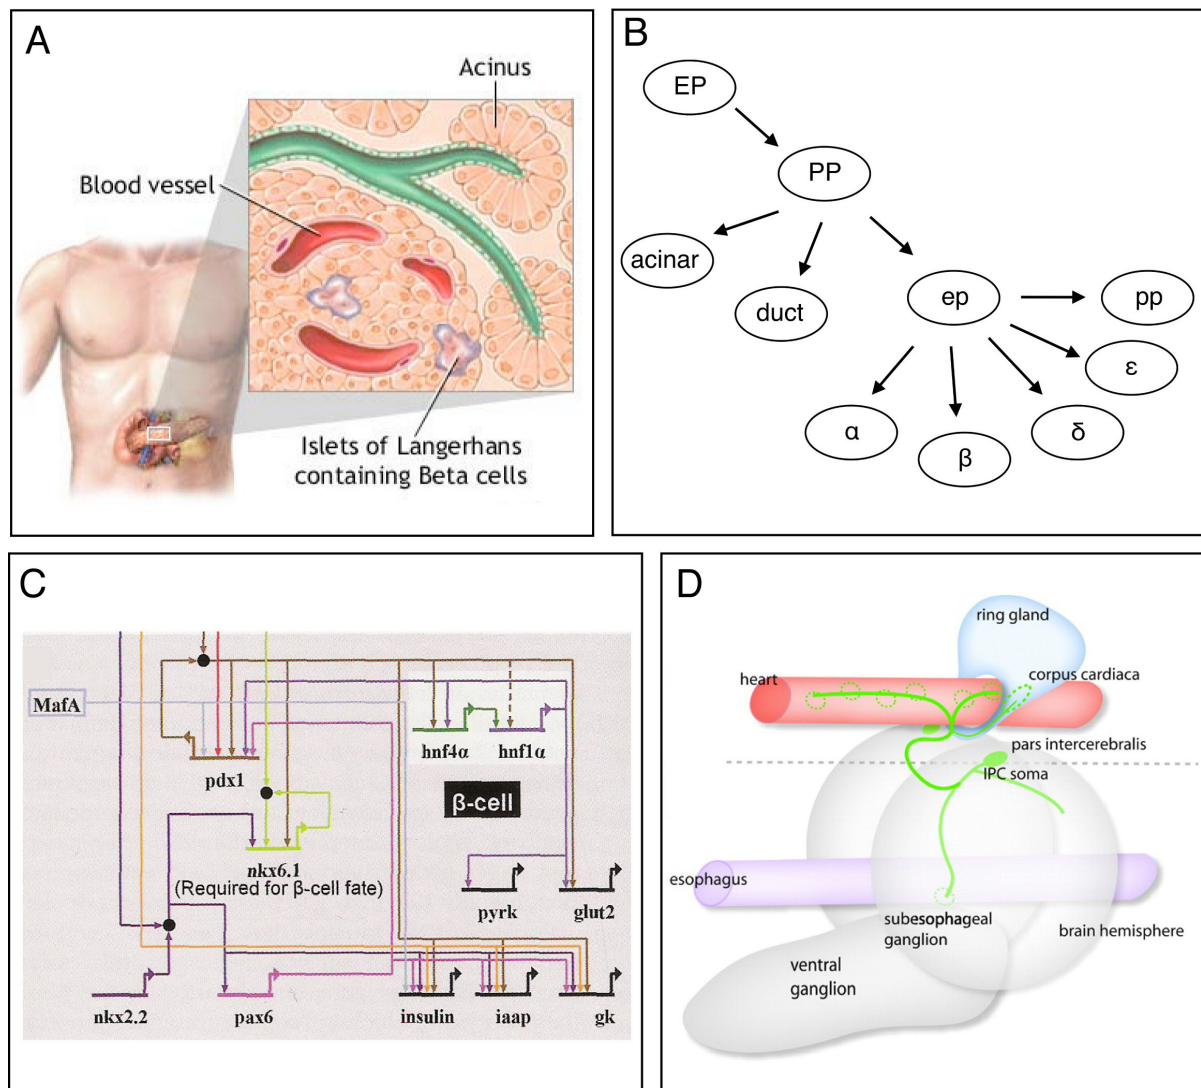 A
Acinus
Blood vessel
Islets of Langerhans
containing Beta cells
B
EP
PP
acinar
duct
ep
pp
ε
α
β
δ
C
MafA
hnf4α
hnf1α
pdx1
β-cell
nkx6.1
(Required for β-cell fate)
pyrk
glut2
nkx2.2
pax6
insulin
iaap
gk
D
ring gland
heart
corpus cardiaca
pars intercerebralis
IPC soma
esophagus
subesophageal
ganglion
brain hemisphere
ventral
ganglion